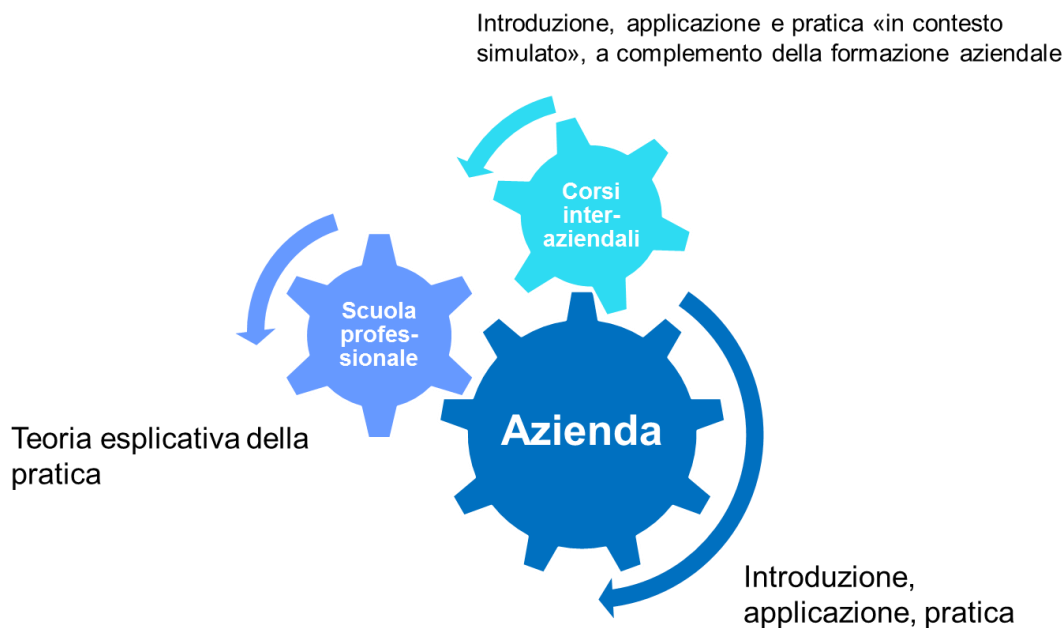 Introduzione, applicazione e pratica «in contesto
simulato», a complemento della formazione aziendale
Corsi
inter-
aziendali
Scuola
profes-
sionale
Azienda
Teoria esplicativa della
pratica
Introduzione,
applicazione, pratica